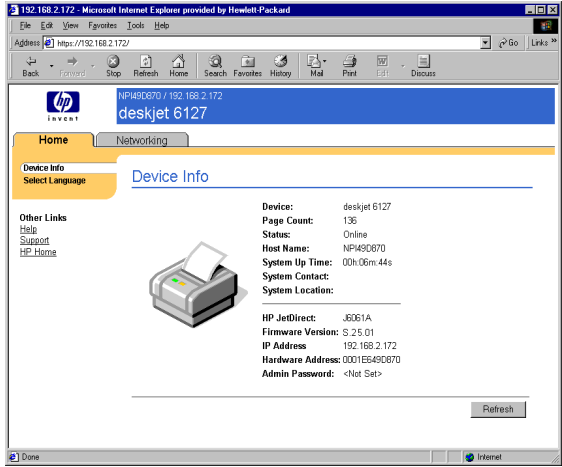 192.168.2.172 - Microsoft Internet Explorer provided by Hewlett-Packard
File Edit View Favorites Tools Help
Address https://192.168.2.172/ Go Links »
Back Forward Stop Refresh Home Search Favorites History Mail Print Edit Discuss
hp
invent
NPI49D870 / 192.168.2.172
deskjet 6127
Home Networking
Device Info
Select Language
Other Links
Help
Support
HP Home
Device Info
Device: deskjet 6127
Page Count: 136
Status: Online
Host Name: NPI49D870
System Up Time: 00h:06m:44s
System Contact:
System Location:
HP JetDirect: J6061A
Firmware Version: S.25.01
IP Address 192.168.2.172
Hardware Address: 0001E649D870
Admin Password: <Not Set>
Refresh
Done Internet